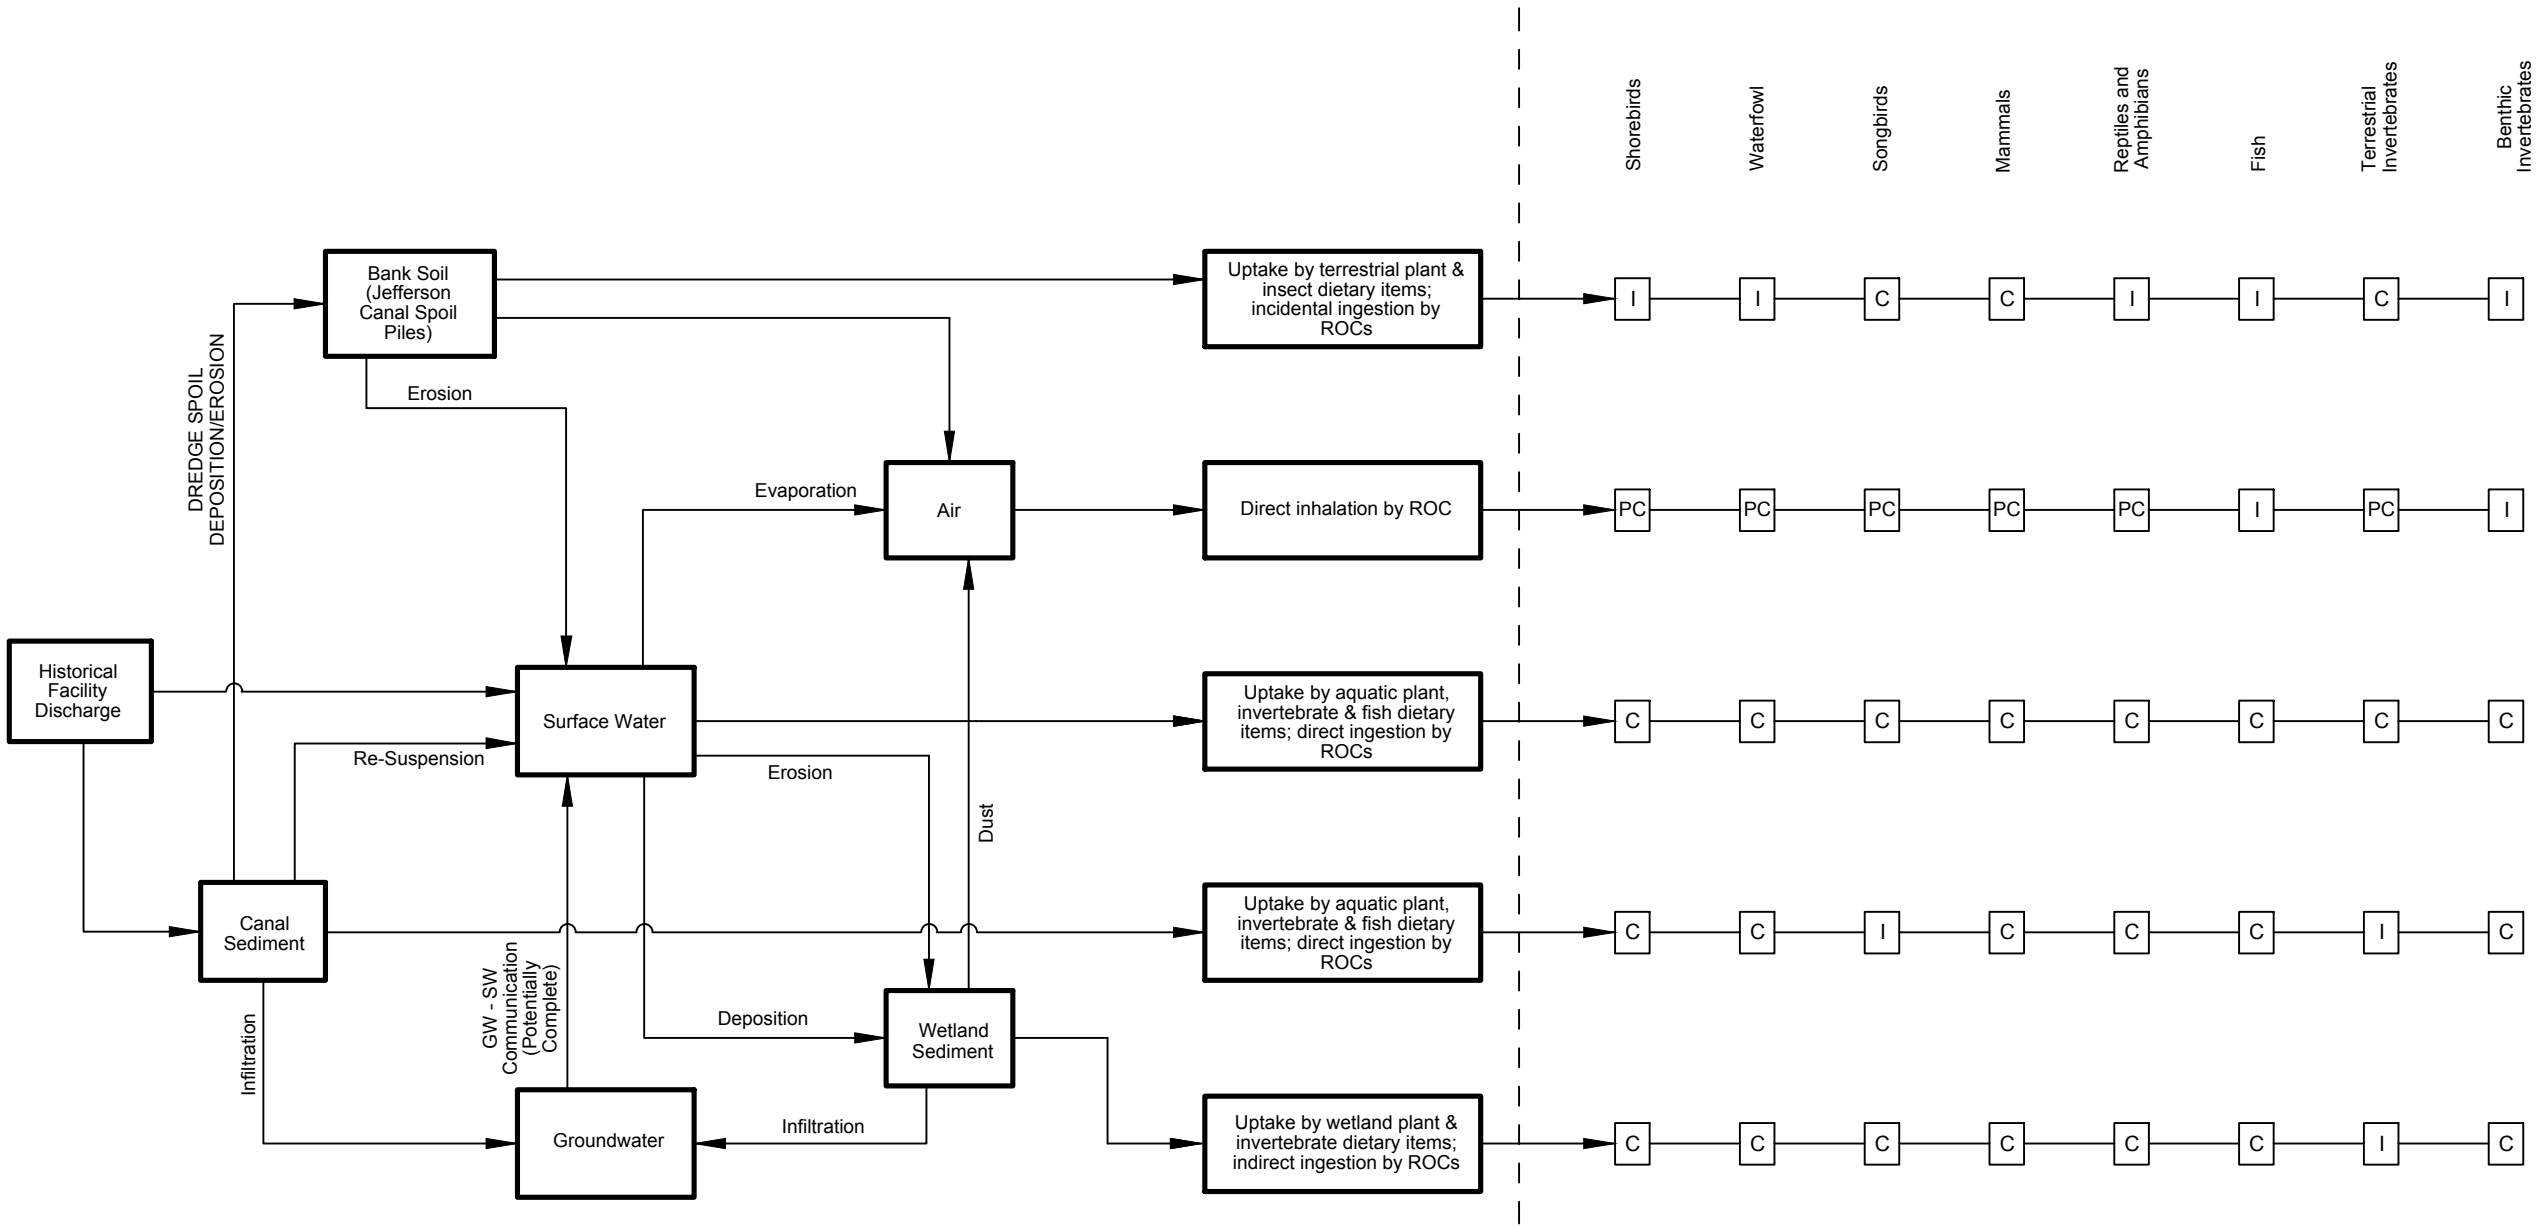 Shorebirds
Waterfowl
Songbirds
Mammals
Reptiles and
Amphibians
Fish
Terrestrial
Invertebrates
Benthic
Invertebrates
Bank Soil
(Jefferson
Canal Spoil
Piles)
Uptake by terrestrial plant &
insect dietary items;
incidental ingestion by
ROCs
I I C C I I C I
DREDGE SPOIL
DEPOSITION/EROSION
Erosion
Evaporation
Air
Direct inhalation by ROC
PC PC PC PC PC I PC I
Historical
Facility
Discharge
Surface Water
Uptake by aquatic plant,
invertebrate & fish dietary
items; direct ingestion by
ROCs
C C C C C C C C
Re-Suspension
Erosion
Dust
Canal
Sediment
Uptake by aquatic plant,
invertebrate & fish dietary
items; direct ingestion by
ROCs
C C I C C C I C
GW - SW
Communication
(Potentially
Complete)
Infiltration
Deposition
Wetland
Sediment
Groundwater
Infiltration
Uptake by wetland plant &
invertebrate dietary items;
indirect ingestion by ROCs
C C C C C C I C